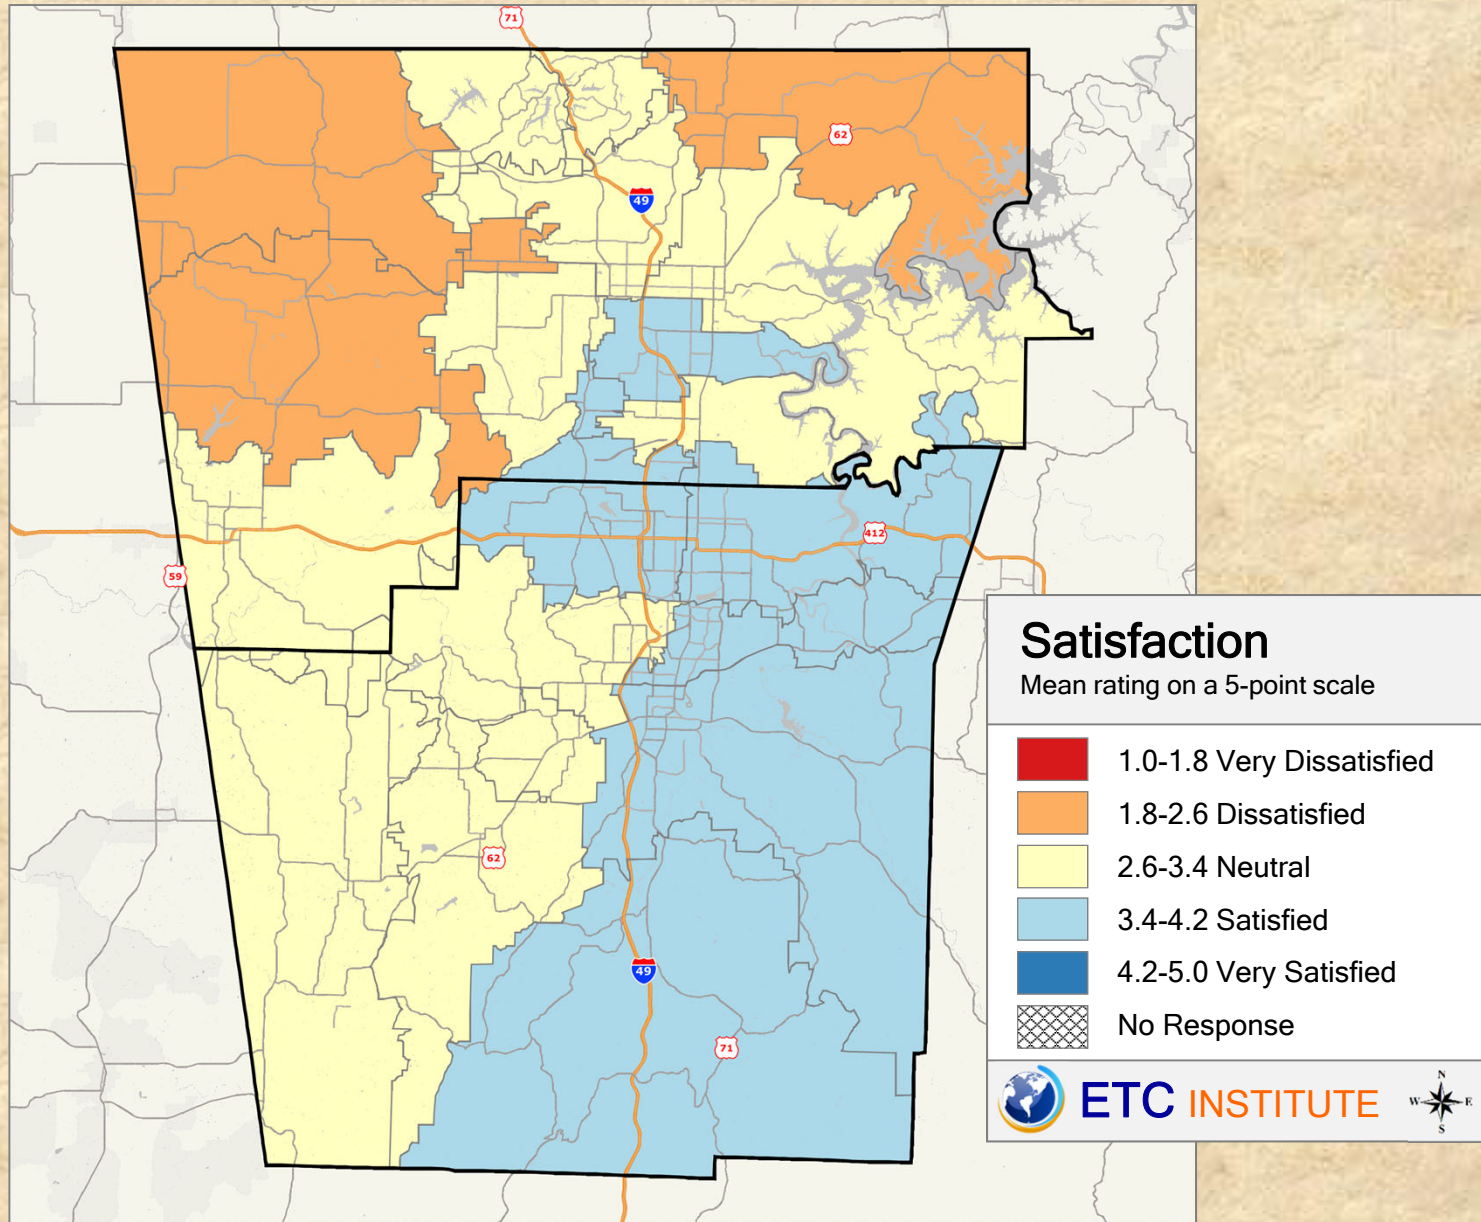 71
62
49
412
59
62
49
71
Satisfaction
Mean rating on a 5-point scale
1.0-1.8 Very Dissatisfied
1.8-2.6 Dissatisfied
2.6-3.4 Neutral
3.4-4.2 Satisfied
4.2-5.0 Very Satisfied
No Response
ETC INSTITUTE
N
W E
S